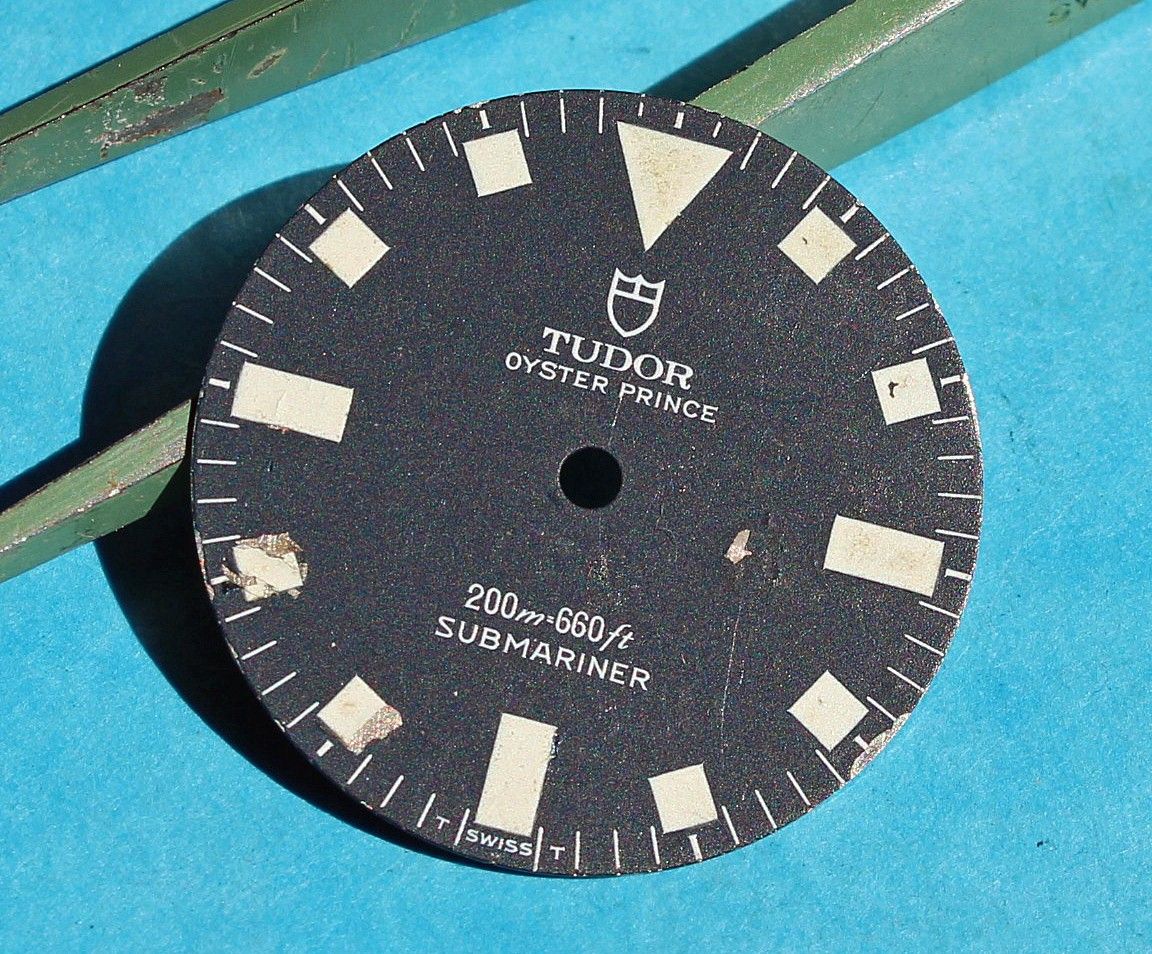 TUDOR
OYSTER PRINCE
200m=660ft
SUBMARINER
T SWISS T